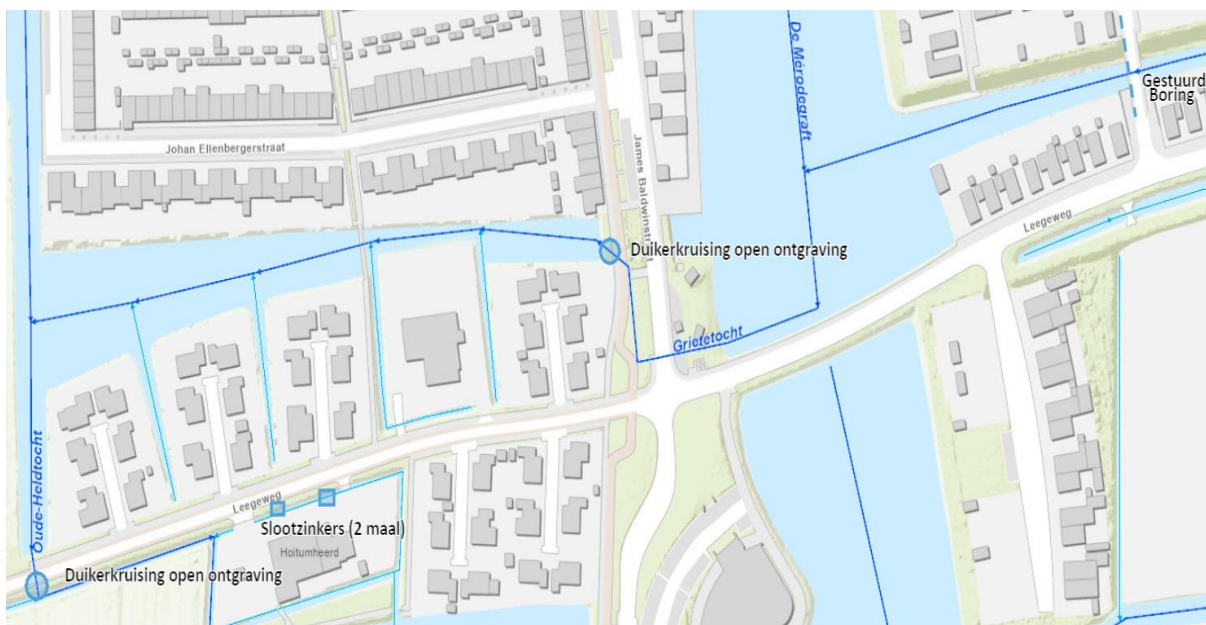 De Mérodegraft
Gestuurd
Boring
Johan Ellenbergerstraat
James Baldwinstraat
Leegeweg
Duikerkruising open ontgraving
Grietetocht
Oude-Heldtocht
Leegeweg
Slootzinkers (2 maal)
Hoitumheerd
Duikerkruising open ontgraving